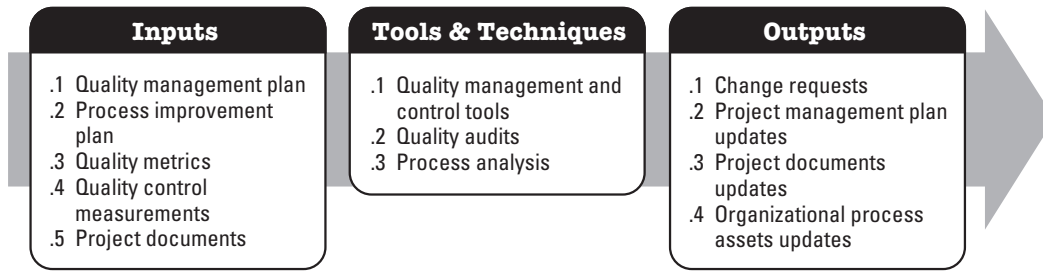 Inputs
.1 Quality management plan
.2 Process improvement
plan
.3 Quality metrics
.4 Quality control
measurements
.5 Project documents
Tools & Techniques
.1 Quality management and
control tools
.2 Quality audits
.3 Process analysis
Outputs
.1 Change requests
.2 Project management plan
updates
.3 Project documents
updates
.4 Organizational process
assets updates